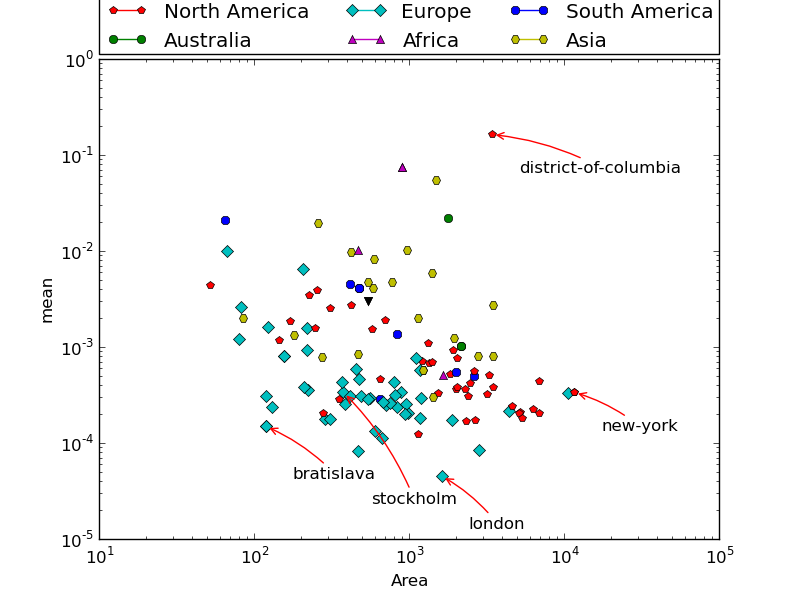 North America Europe South America
Australia Africa Asia
10^0
10^-1
district-of-columbia
10^-2
mean
10^-3
new-york
10^-4
bratislava
stockholm
london
10^-5
10^1 10^2 10^3 10^4 10^5
Area